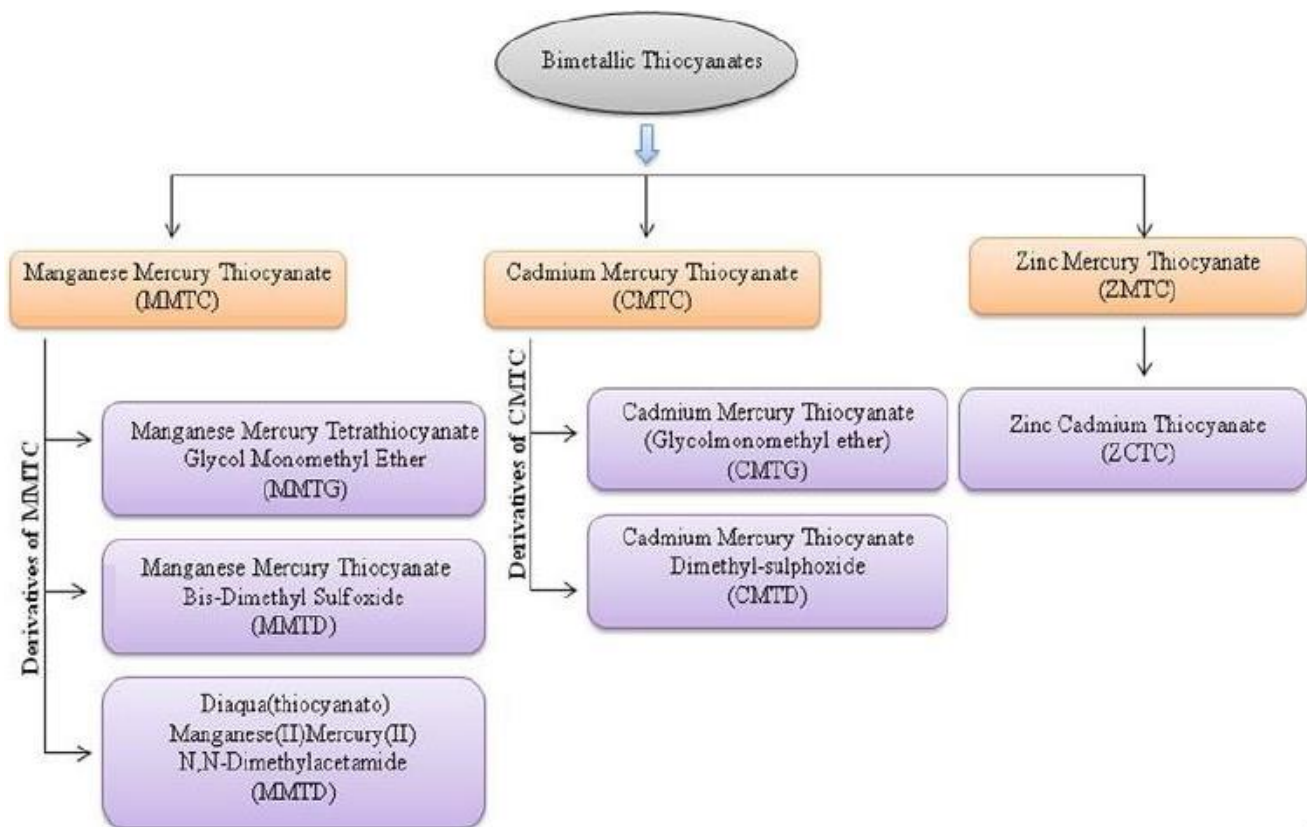 Bimetallic Thiocyanates
Manganese Mercury Thiocyanate
(MMTC)
Cadmium Mercury Thiocyanate
(CMTC)
Zinc Mercury Thiocyanate
(ZMTC)
Derivatives of MMTC
Manganese Mercury Tetrathiocyanate
Glycol Monomethyl Ether
(MMTG)
Manganese Mercury Thiocyanate
Bis-Dimethyl Sulfoxide
(MMTD)
Diaqua(thiocyanato)
Manganese(II)Mercury(II)
N,N-Dimethylacetamide
(MMTD)
Derivatives of CMTC
Cadmium Mercury Thiocyanate
(Glycolmonomethyl ether)
(CMTG)
Cadmium Mercury Thiocyanate
Dimethyl-sulphoxide
(CMTD)
Zinc Cadmium Thiocyanate
(ZCTC)